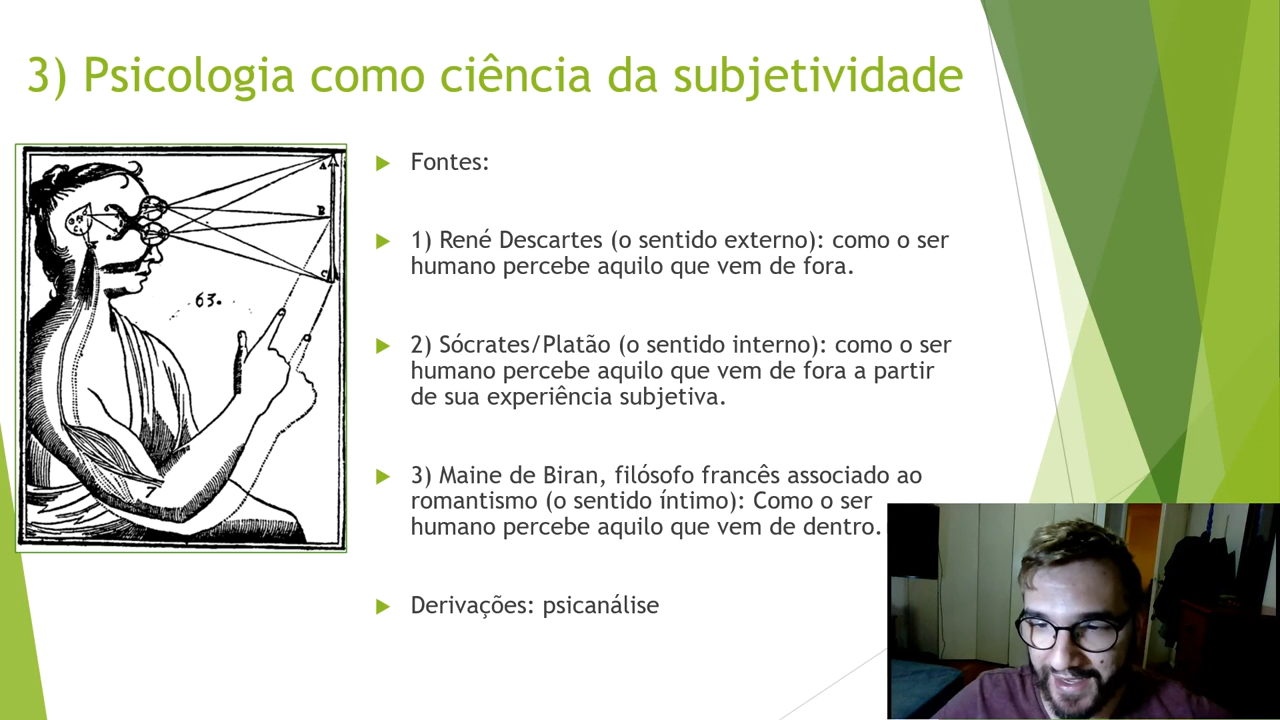 3) Psicologia como ciência da subjetividade
A
B
C
63.
7
Fontes:
1) René Descartes (o sentido externo): como o ser
humano percebe aquilo que vem de fora.
2) Sócrates/Platão (o sentido interno): como o ser
humano percebe aquilo que vem de fora a partir
de sua experiência subjetiva.
3) Maine de Biran, filósofo francês associado ao
romantismo (o sentido íntimo): Como o ser
humano percebe aquilo que vem de dentro.
Derivações: psicanálise